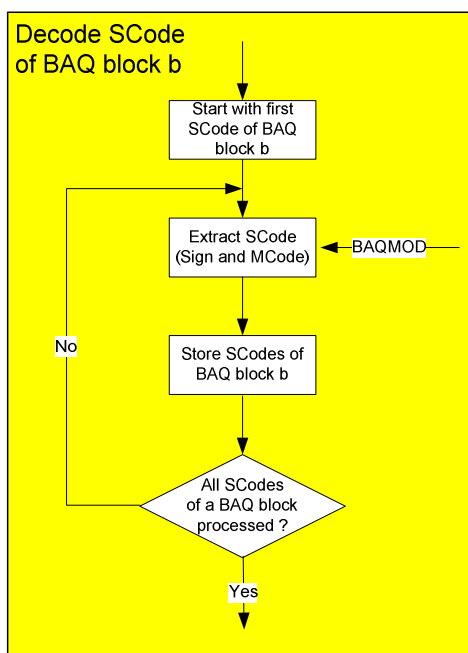 Decode SCode
of BAQ block b
Start with first
SCode of BAQ
block b
Extract SCode
(Sign and MCode)
BAQMOD
No
Store SCodes of
BAQ block b
All SCodes
of a BAQ block
processed ?
Yes